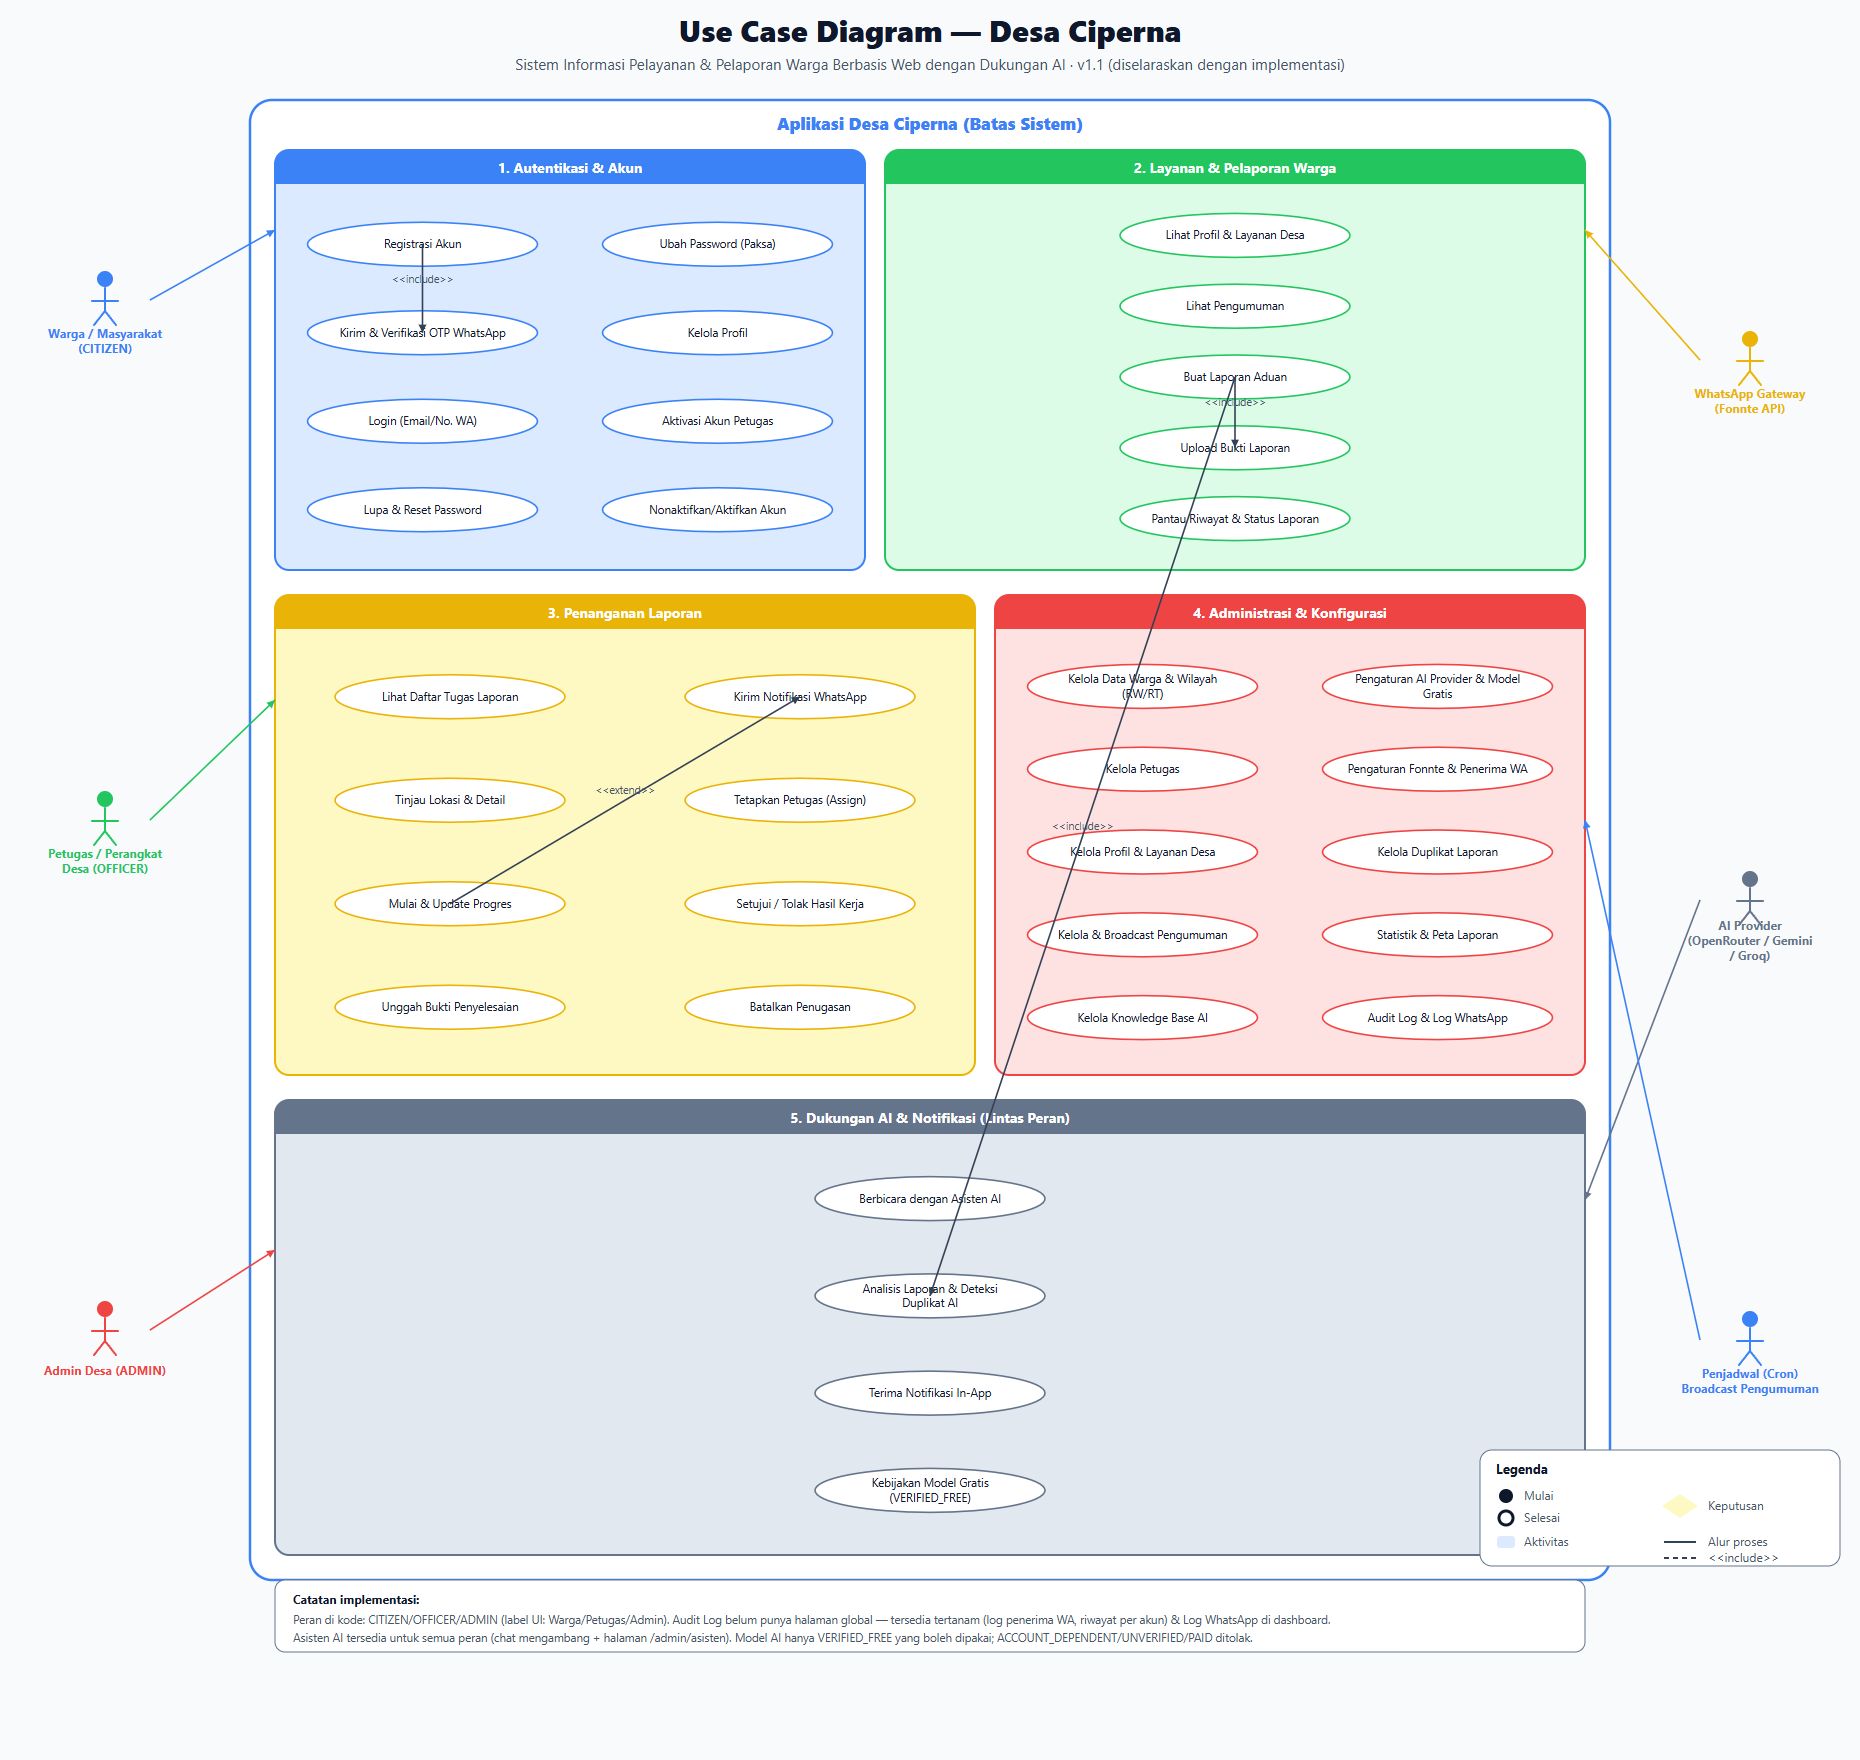 Use Case Diagram — Desa Ciperna
Sistem Informasi Pelayanan & Pelaporan Warga Berbasis Web dengan Dukungan AI · v1.1 (diselaraskan dengan implementasi)
Aplikasi Desa Ciperna (Batas Sistem)
1. Autentikasi & Akun
Registrasi Akun
Ubah Password (Paksa)
<<include>>
Kirim & Verifikasi OTP WhatsApp
Kelola Profil
Login (Email/No. WA)
Aktivasi Akun Petugas
Lupa & Reset Password
Nonaktifkan/Aktifkan Akun
2. Layanan & Pelaporan Warga
Lihat Profil & Layanan Desa
Lihat Pengumuman
Buat Laporan Aduan
<<include>>
Upload Bukti Laporan
Pantau Riwayat & Status Laporan
Warga / Masyarakat
(CITIZEN)
WhatsApp Gateway
(Fonnte API)
3. Penanganan Laporan
Lihat Daftar Tugas Laporan
Kirim Notifikasi WhatsApp
<<extend>>
Tinjau Lokasi & Detail
Tetapkan Petugas (Assign)
Mulai & Update Progres
Setujui / Tolak Hasil Kerja
Unggah Bukti Penyelesaian
Batalkan Penugasan
4. Administrasi & Konfigurasi
Kelola Data Warga & Wilayah
(RW/RT)
Pengaturan AI Provider & Model
Gratis
Kelola Petugas
Pengaturan Fonnte & Penerima WA
<<include>>
Kelola Profil & Layanan Desa
Kelola Duplikat Laporan
Kelola & Broadcast Pengumuman
Statistik & Peta Laporan
Kelola Knowledge Base AI
Audit Log & Log WhatsApp
Petugas / Perangkat
Desa (OFFICER)
AI Provider
(OpenRouter / Gemini
/ Groq)
5. Dukungan AI & Notifikasi (Lintas Peran)
Berbicara dengan Asisten AI
Analisis Laporan & Deteksi
Duplikat AI
Terima Notifikasi In-App
Kebijakan Model Gratis
(VERIFIED_FREE)
Admin Desa (ADMIN)
Penjadwal (Cron)
Broadcast Pengumuman
Legenda
Mulai
Selesai
Aktivitas
Keputusan
Alur proses
<<include>>
Catatan implementasi:
Peran di kode: CITIZEN/OFFICER/ADMIN (label UI: Warga/Petugas/Admin). Audit Log belum punya halaman global — tersedia tertanam (log penerima WA, riwayat per akun) & Log WhatsApp di dashboard.
Asisten AI tersedia untuk semua peran (chat mengambang + halaman /admin/asisten). Model AI hanya VERIFIED_FREE yang boleh dipakai; ACCOUNT_DEPENDENT/UNVERIFIED/PAID ditolak.